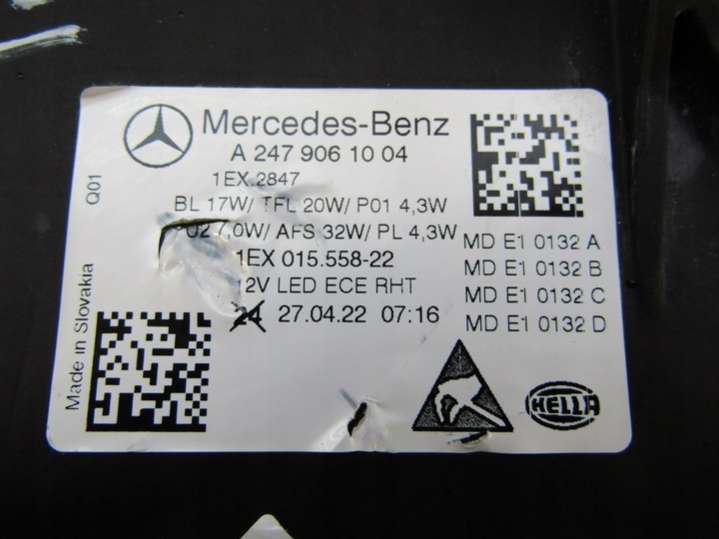 Mercedes-Benz
A 247 906 10 04
1EX.2847
BL 17W/ TFL 20W/ P01 4,3W
7,0W/ AFS 32W/ PL 4,3W
1EX 015.558-22
12V LED ECE RHT
24 27.04.22 07:16
MD E1 0132 A
MD E1 0132 B
MD E1 0132 C
MD E1 0132 D
Q01
Made in Slovakia
HELLA